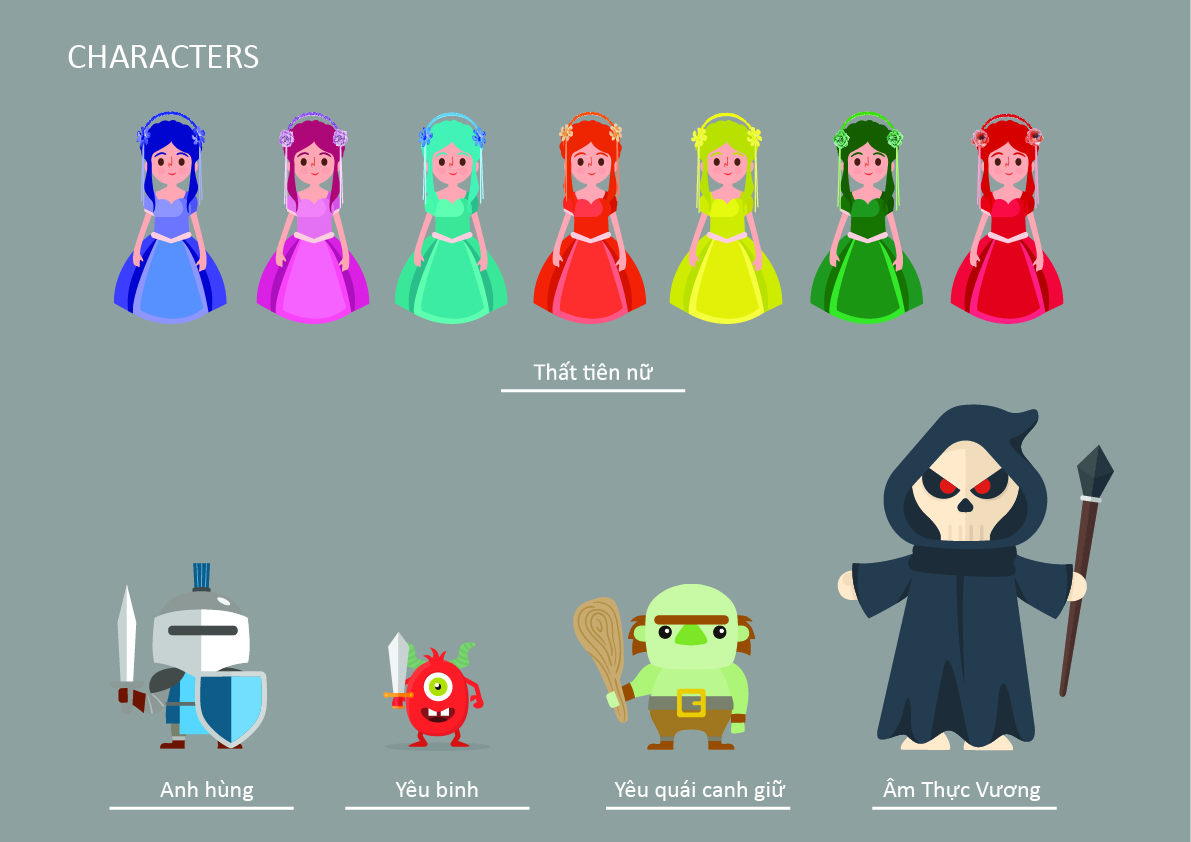 CHARACTERS
Thất tiên nữ
Anh hùng
Yêu binh
Yêu quái canh giữ
Âm Thực Vương